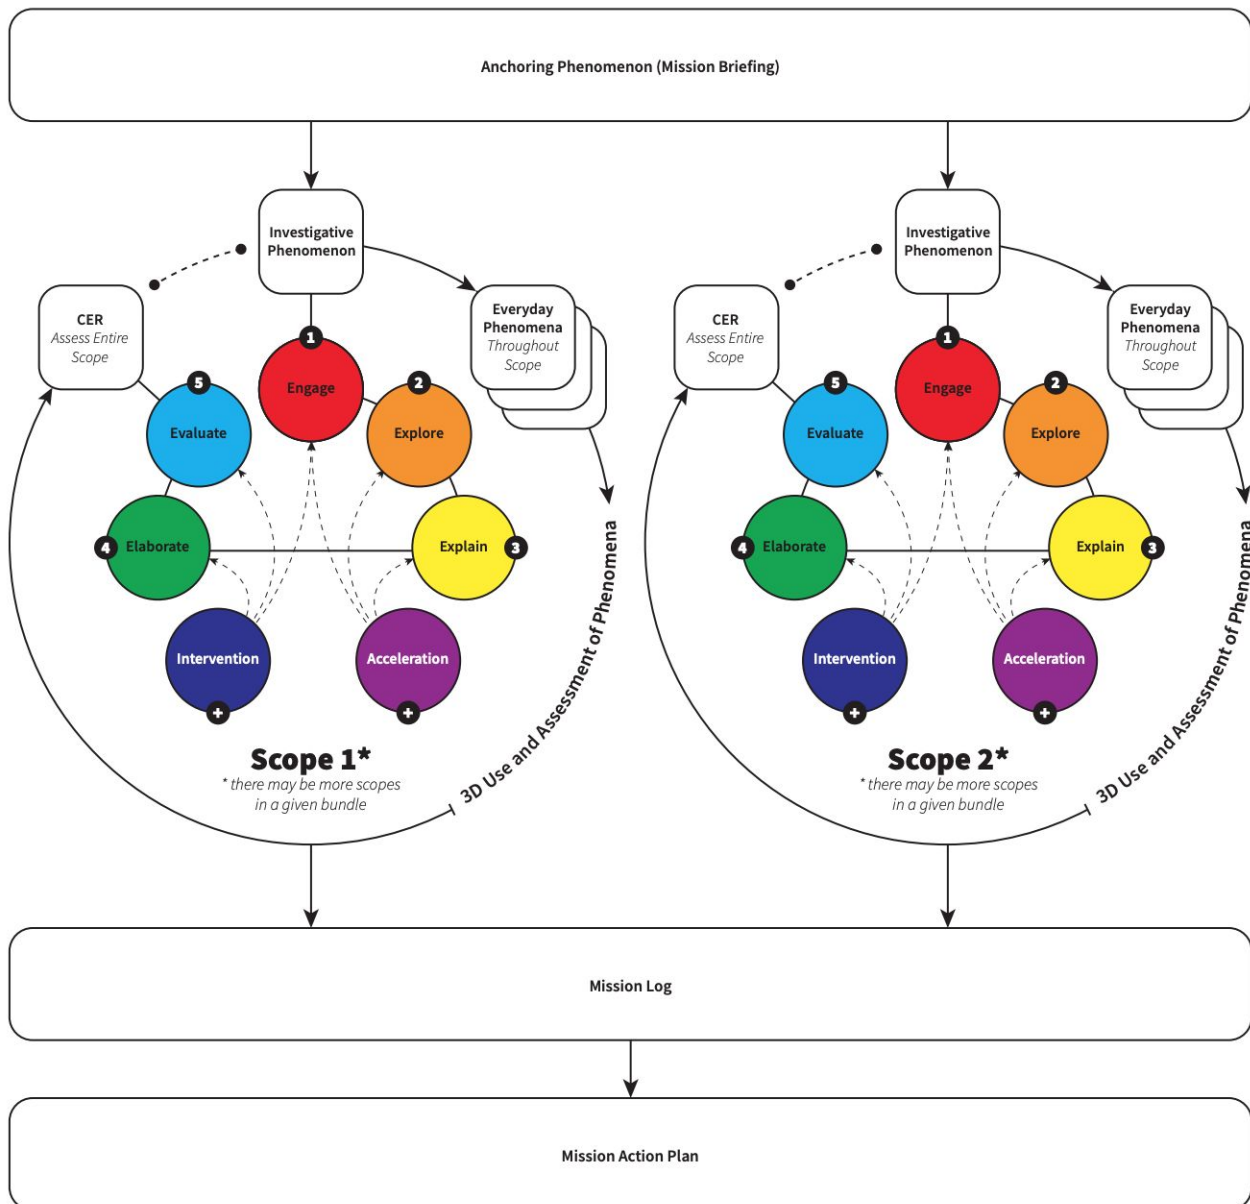 Anchoring Phenomenon (Mission Briefing)
Investigative
Phenomenon
CER
Assess Entire
Scope
Everyday
Phenomena
Throughout
Scope
1
Engage
2
Explore
5
Evaluate
4
Elaborate
Explain
3
Intervention
+
Acceleration
+
Scope 1*
* there may be more scopes
in a given bundle
3D Use and Assessment of Phenomena
Investigative
Phenomenon
CER
Assess Entire
Scope
Everyday
Phenomena
Throughout
Scope
1
Engage
2
Explore
5
Evaluate
4
Elaborate
Explain
3
Intervention
+
Acceleration
+
Scope 2*
* there may be more scopes
in a given bundle
3D Use and Assessment of Phenomena
Mission Log
Mission Action Plan